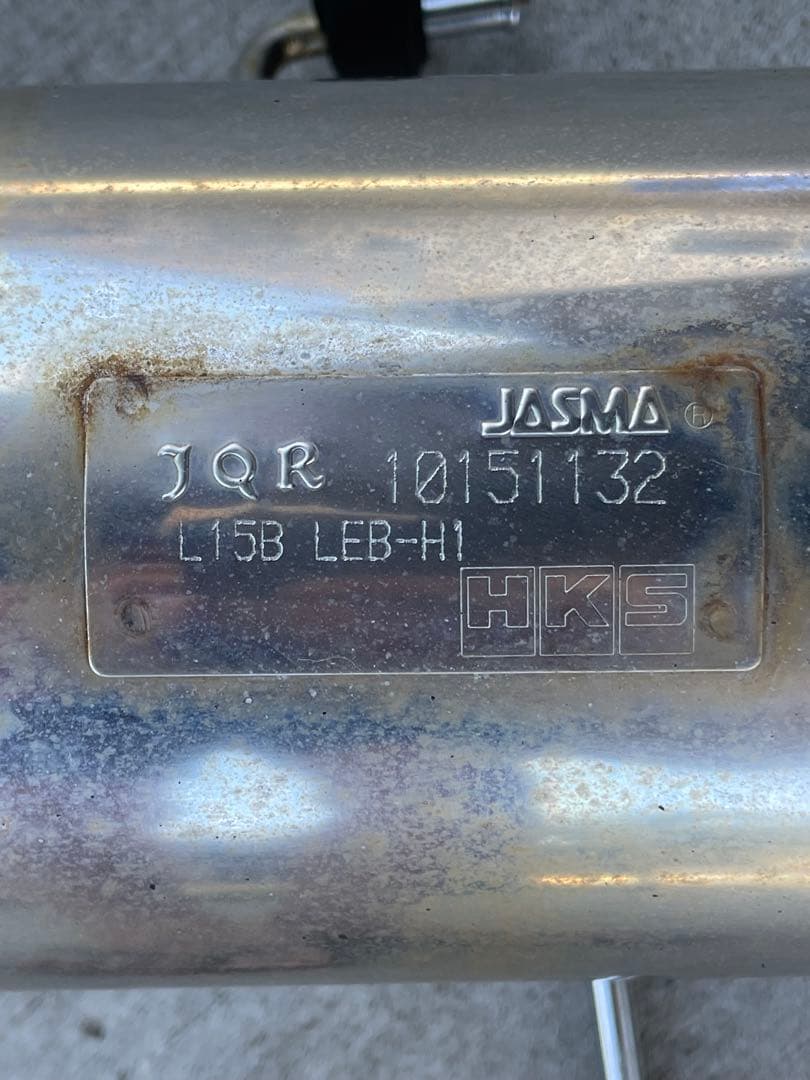 JASMA ®
JQR 10151132
L15B LEB-H1
HKS